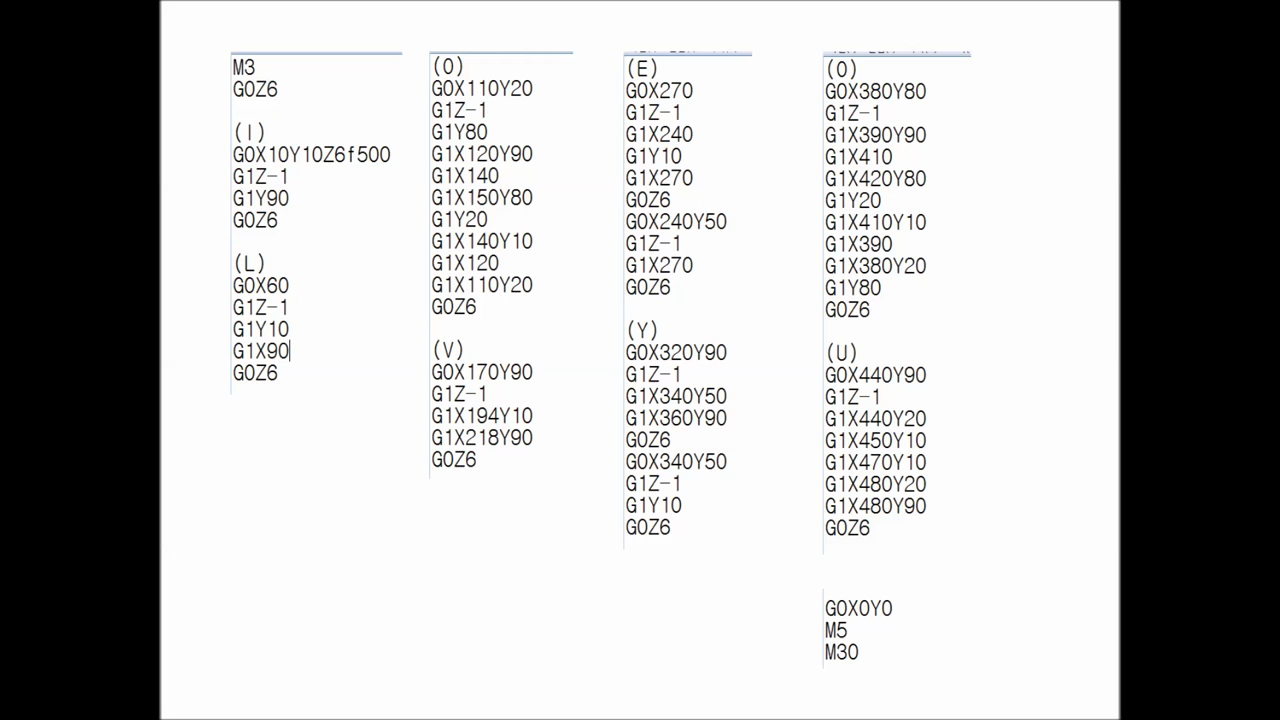 M3
G0Z6
(I)
G0X10Y10Z6f500
G1Z-1
G1Y90
G0Z6
(L)
G0X60
G1Z-1
G1Y10
G1X90
G0Z6
(O)
G0X110Y20
G1Z-1
G1Y80
G1X120Y90
G1X140
G1X150Y80
G1Y20
G1X140Y10
G1X120
G1X110Y20
G0Z6
(V)
G0X170Y90
G1Z-1
G1X194Y10
G1X218Y90
G0Z6
(E)
G0X270
G1Z-1
G1X240
G1Y10
G1X270
G0Z6
G0X240Y50
G1Z-1
G1X270
G0Z6
(Y)
G0X320Y90
G1Z-1
G1X340Y50
G1X360Y90
G0Z6
G0X340Y50
G1Z-1
G1Y10
G0Z6
(O)
G0X380Y80
G1Z-1
G1X390Y90
G1X410
G1X420Y80
G1Y20
G1X410Y10
G1X390
G1X380Y20
G1Y80
G0Z6
(U)
G0X440Y90
G1Z-1
G1X440Y20
G1X450Y10
G1X470Y10
G1X480Y20
G1X480Y90
G0Z6
G0X0Y0
M5
M30